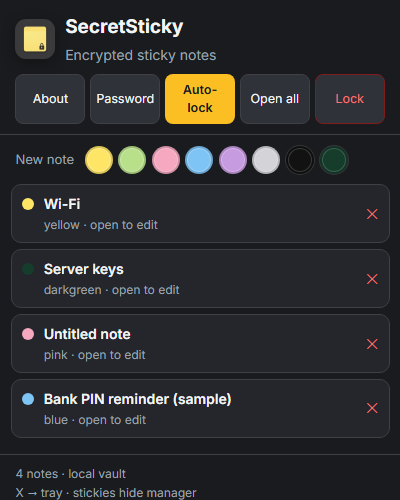 SecretSticky
Encrypted sticky notes
About
Password
Auto-
lock
Open all
Lock
New note
Wi-Fi
yellow · open to edit
Server keys
darkgreen · open to edit
Untitled note
pink · open to edit
Bank PIN reminder (sample)
blue · open to edit
4 notes · local vault
X → tray · stickies hide manager